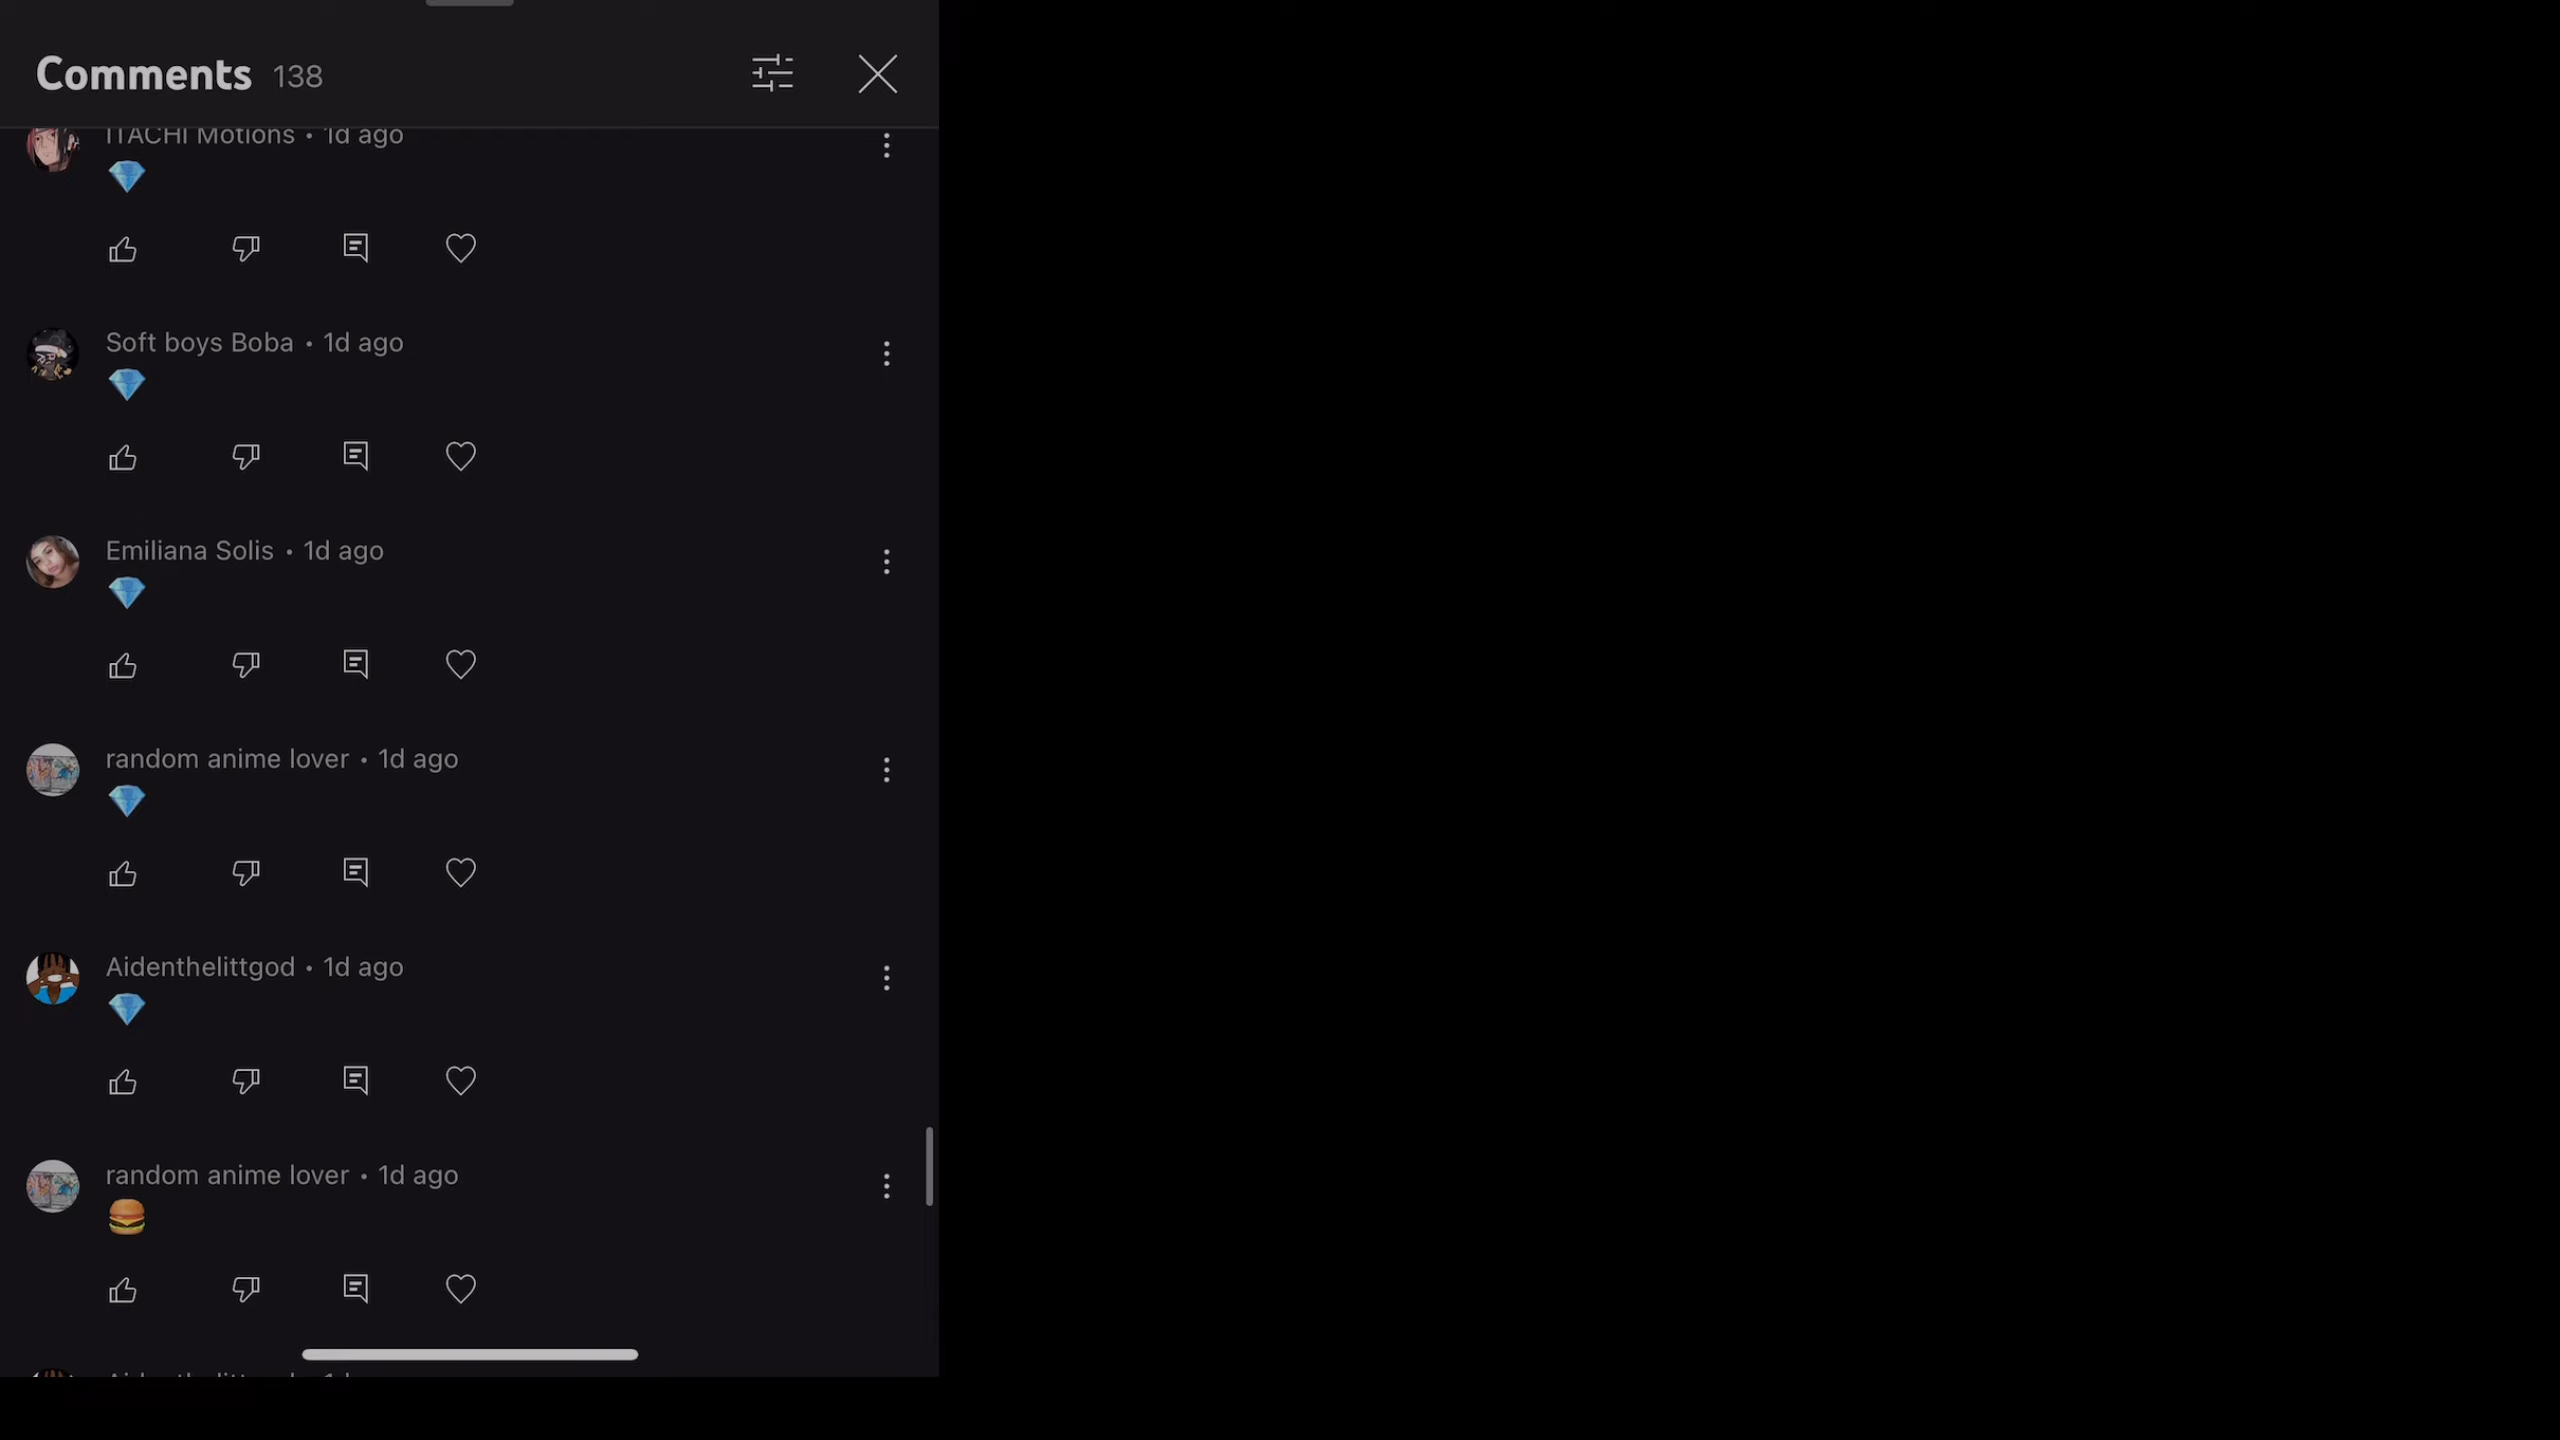 Comments 138
ITACHI Motions • 1d ago
💎
Soft boys Boba • 1d ago
💎
Emiliana Solis • 1d ago
💎
random anime lover • 1d ago
💎
Aidenthelittgod • 1d ago
💎
random anime lover • 1d ago
🍔